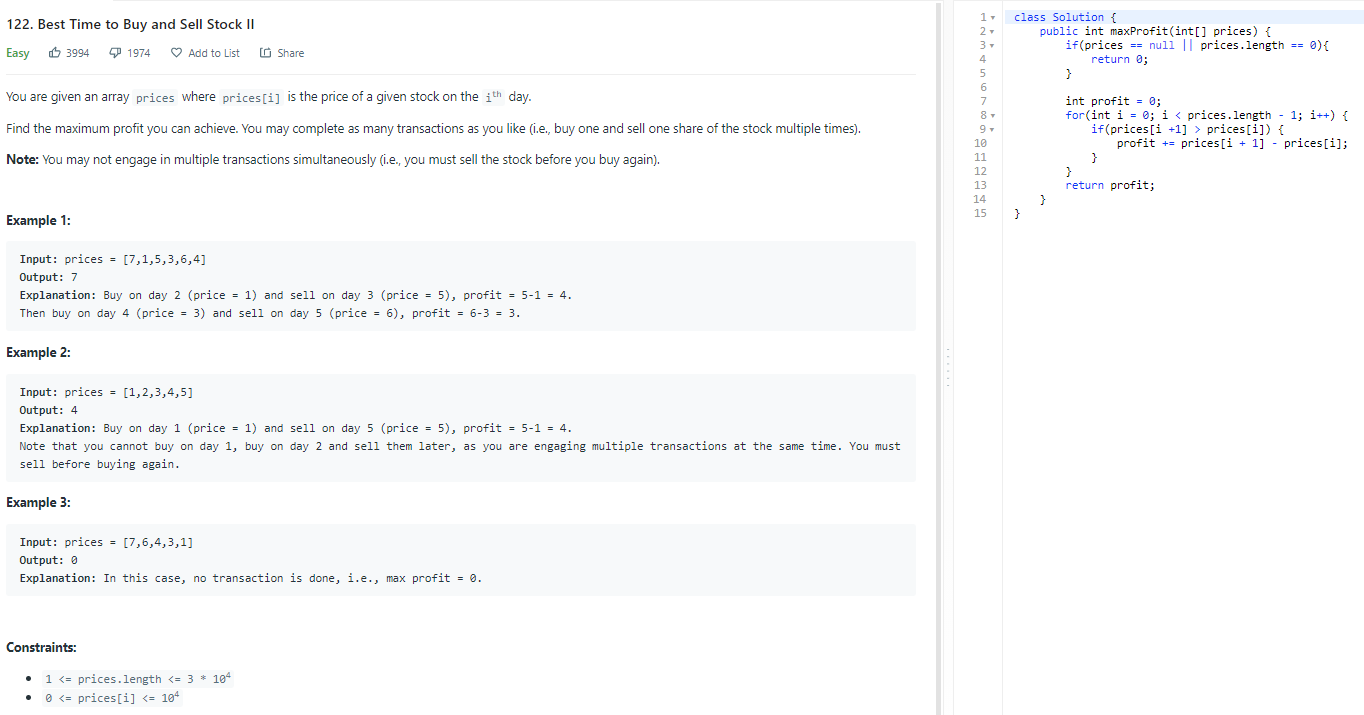 122. Best Time to Buy and Sell Stock II
Easy 3994 1974 Add to List Share
You are given an array prices where prices[i] is the price of a given stock on the ith day.
Find the maximum profit you can achieve. You may complete as many transactions as you like (i.e., buy one and sell one share of the stock multiple times).
Note: You may not engage in multiple transactions simultaneously (i.e., you must sell the stock before you buy again).
Example 1:
Input: prices = [7,1,5,3,6,4]
Output: 7
Explanation: Buy on day 2 (price = 1) and sell on day 3 (price = 5), profit = 5-1 = 4.
Then buy on day 4 (price = 3) and sell on day 5 (price = 6), profit = 6-3 = 3.
Example 2:
Input: prices = [1,2,3,4,5]
Output: 4
Explanation: Buy on day 1 (price = 1) and sell on day 5 (price = 5), profit = 5-1 = 4.
Note that you cannot buy on day 1, buy on day 2 and sell them later, as you are engaging multiple transactions at the same time. You must
sell before buying again.
Example 3:
Input: prices = [7,6,4,3,1]
Output: 0
Explanation: In this case, no transaction is done, i.e., max profit = 0.
Constraints:
• 1 <= prices.length <= 3 * 10⁴
• 0 <= prices[i] <= 10⁴
1 class Solution {
2 public int maxProfit(int[] prices) {
3 if(prices == null || prices.length == 0){
4 return 0;
5 }
6
7 int profit = 0;
8 for(int i = 0; i < prices.length - 1; i++) {
9 if(prices[i +1] > prices[i]) {
10 profit += prices[i + 1] - prices[i];
11 }
12 }
13 return profit;
14 }
15 }